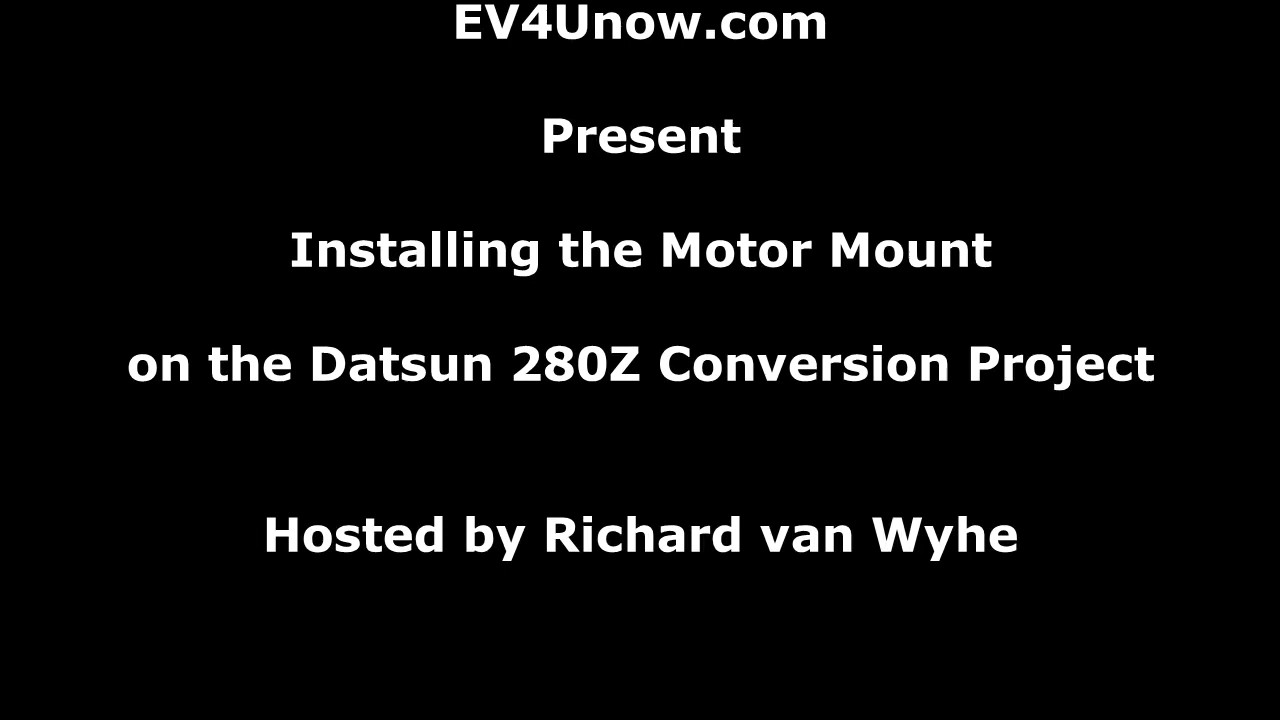 EV4Unow.com
Present
Installing the Motor Mount
on the Datsun 280Z Conversion Project
Hosted by Richard van Wyhe